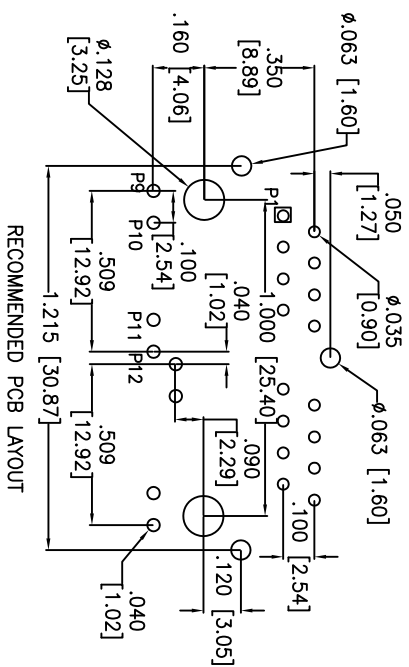 ø.063 [1.60]
.350
[8.89]
.160
[4.06]
ø.128
[3.25]
.050
[1.27]
ø.035
[0.90]
ø.063 [1.60]
P1
P9
P10
.100
[2.54]
.040
[1.02]
1.000 [25.40]
P11
P12
.509
[12.92]
1.215 [30.87]
.090
[2.29]
.100 [2.54]
.509
[12.92]
.120 [3.05]
.040
[1.02]
RECOMMENDED PCB LAYOUT